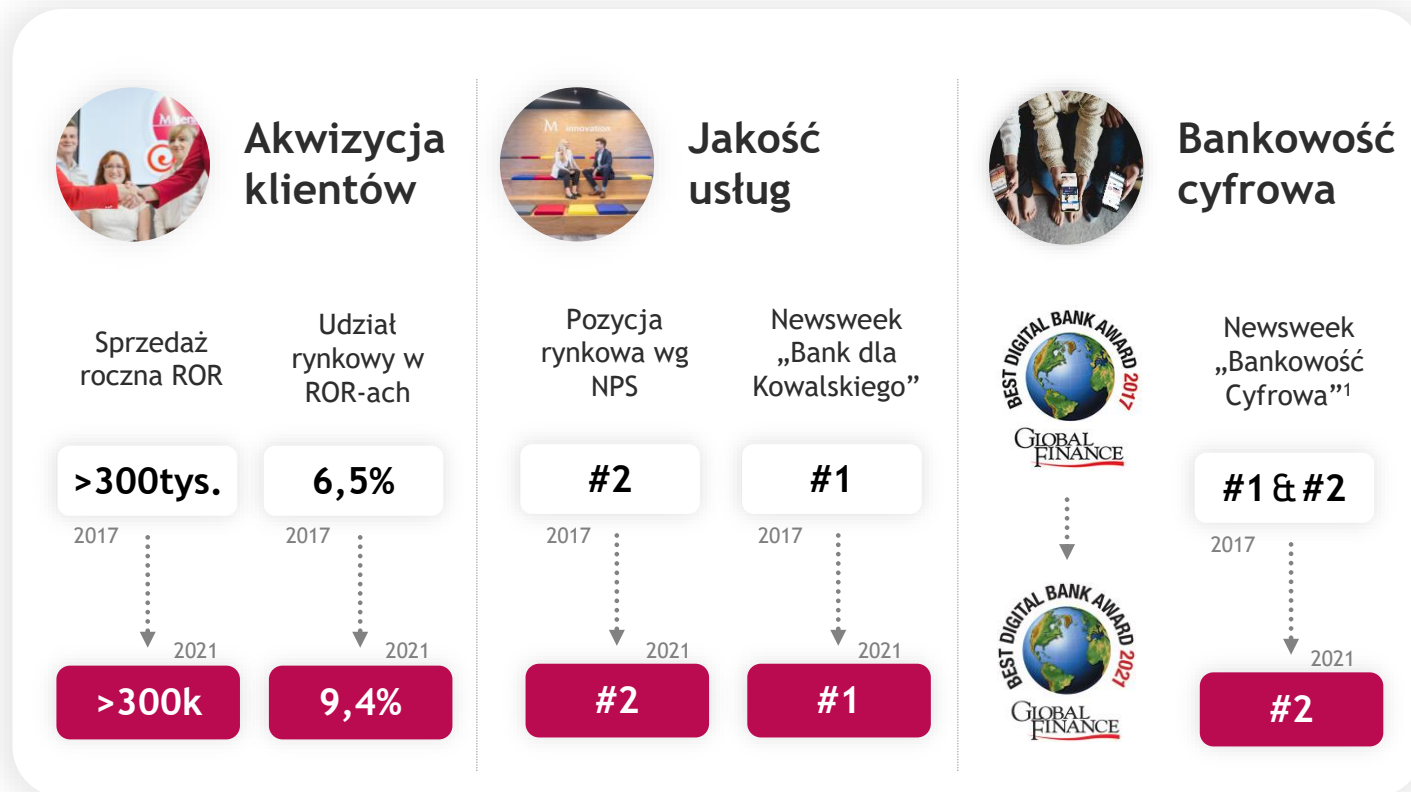 Akwizycja
klientów
Sprzedaż
roczna ROR
>300tys.
2017
2021
>300k
Udział
rynkowy w
ROR-ach
6,5%
2017
2021
9,4%
M innovation
Jakość
usług
Pozycja
rynkowa wg
NPS
#2
2017
2021
#2
Newsweek
„Bank dla
Kowalskiego”
#1
2017
2021
#1
Bankowość
cyfrowa
BEST DIGITAL BANK AWARD 2017
GLOBAL
FINANCE
BEST DIGITAL BANK AWARD 2021
GLOBAL
FINANCE
Newsweek
„Bankowość
Cyfrowa”¹
#1 & #2
2017
2021
#2